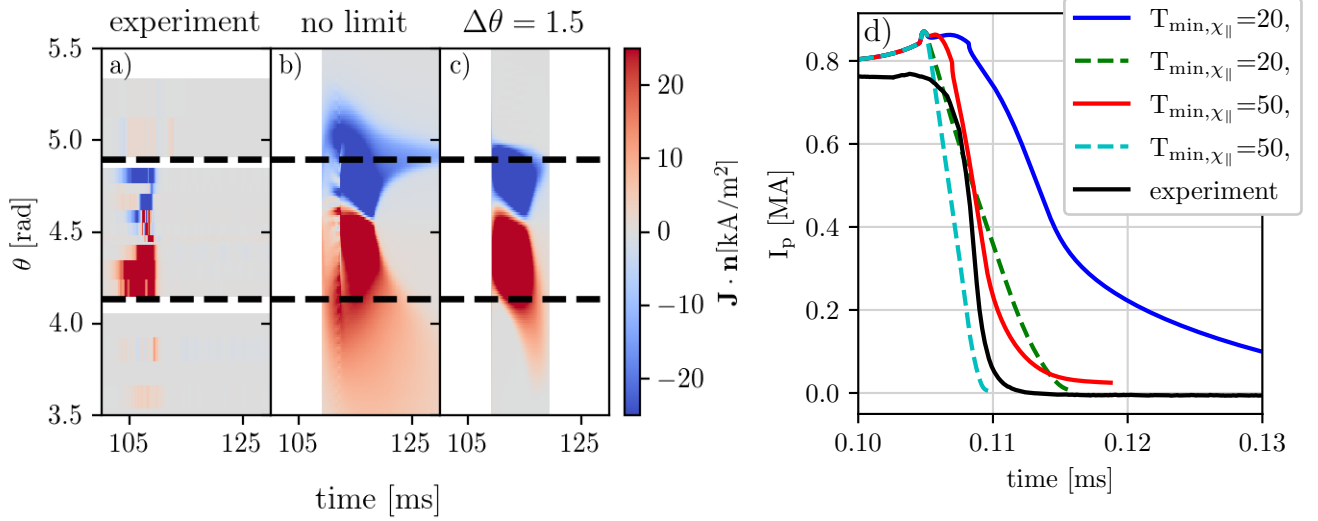 experiment
no limit
Δθ = 1.5
a)
b)
c)
5.5
5.0
4.5
4.0
3.5
θ [rad]
105
125
105
125
105
125
time [ms]
20
10
0
−10
−20
J · n[kA/m²]
d)
T_min,χ∥=20,
T_min,χ∥=20,
T_min,χ∥=50,
T_min,χ∥=50,
experiment
0.8
0.6
0.4
0.2
0.0
I_p [MA]
0.10
0.11
0.12
0.13
time [ms]